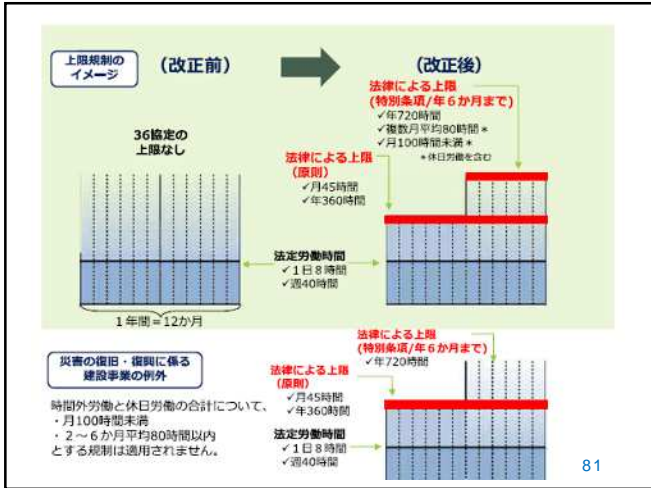 上限規制の
イメージ
(改正前)
(改正後)
36協定の
上限なし
法律による上限
(特別条項/年６か月まで)
✓年720時間
✓複数月平均80時間＊
✓月100時間未満＊
＊休日労働を含む
法律による上限
(原則)
✓月45時間
✓年360時間
法定労働時間
✓１日８時間
✓週40時間
１年間＝12か月
災害の復旧・復興に係る
建設事業の例外
時間外労働と休日労働の合計について、
・月100時間未満
・２～６か月平均80時間以内
とする規制は適用されません。
法律による上限
(特別条項/年６か月まで)
✓年720時間
法律による上限
(原則)
✓月45時間
✓年360時間
法定労働時間
✓１日８時間
✓週40時間
81